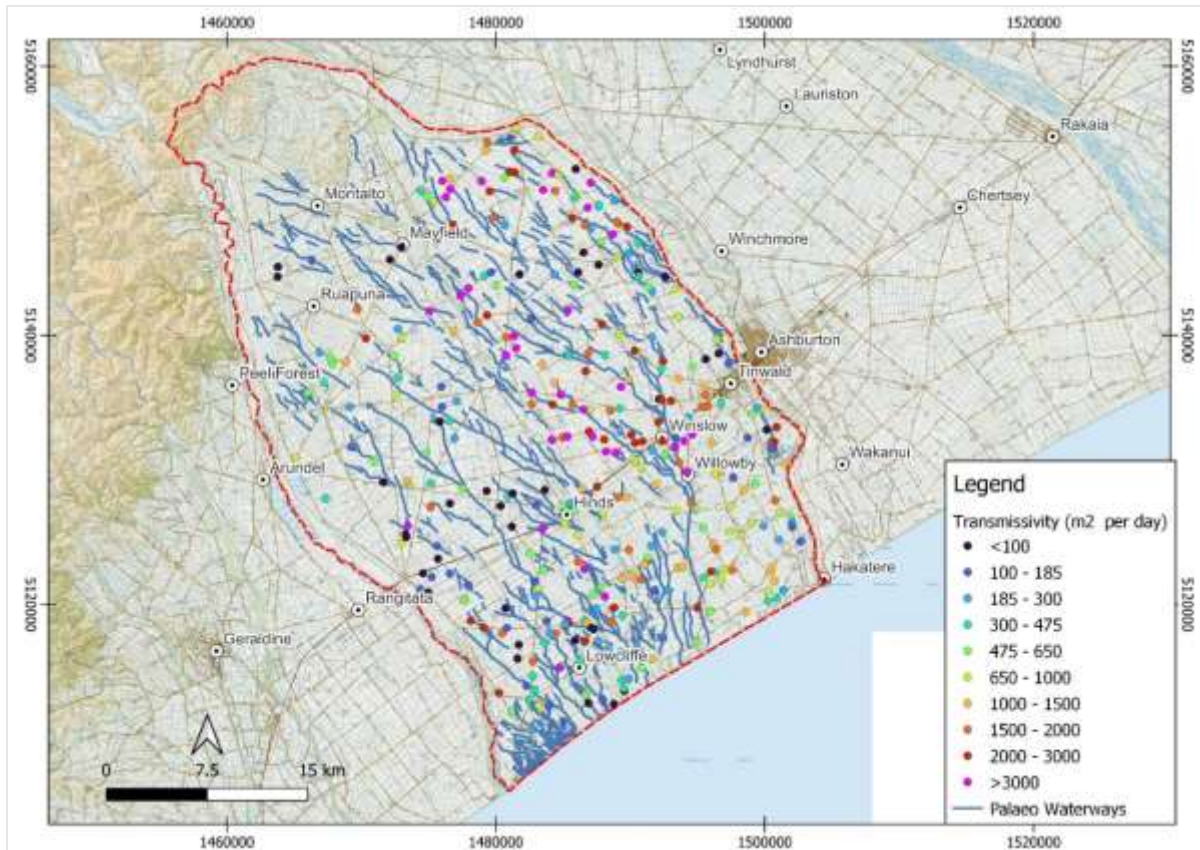 1460000 1480000 1500000 1520000
5160000 5160000
Lyndhurst
Lauriston
Rakaia
Montalto
Chertsey
Mayfield
Winchmore
Ruapuna
5140000 5140000
Ashburton
Peel Forest
Tinwald
Winslow
Arundel
Willowby
Wakanui
Hinds
Hakatere
5120000 5120000
Rangitata
Geraldine
Lowcliffe
Legend
Transmissivity (m2 per day)
<100
100 - 185
185 - 300
300 - 475
475 - 650
650 - 1000
1000 - 1500
1500 - 2000
2000 - 3000
>3000
Palaeo Waterways
0 7.5 15 km
1460000 1480000 1500000 1520000